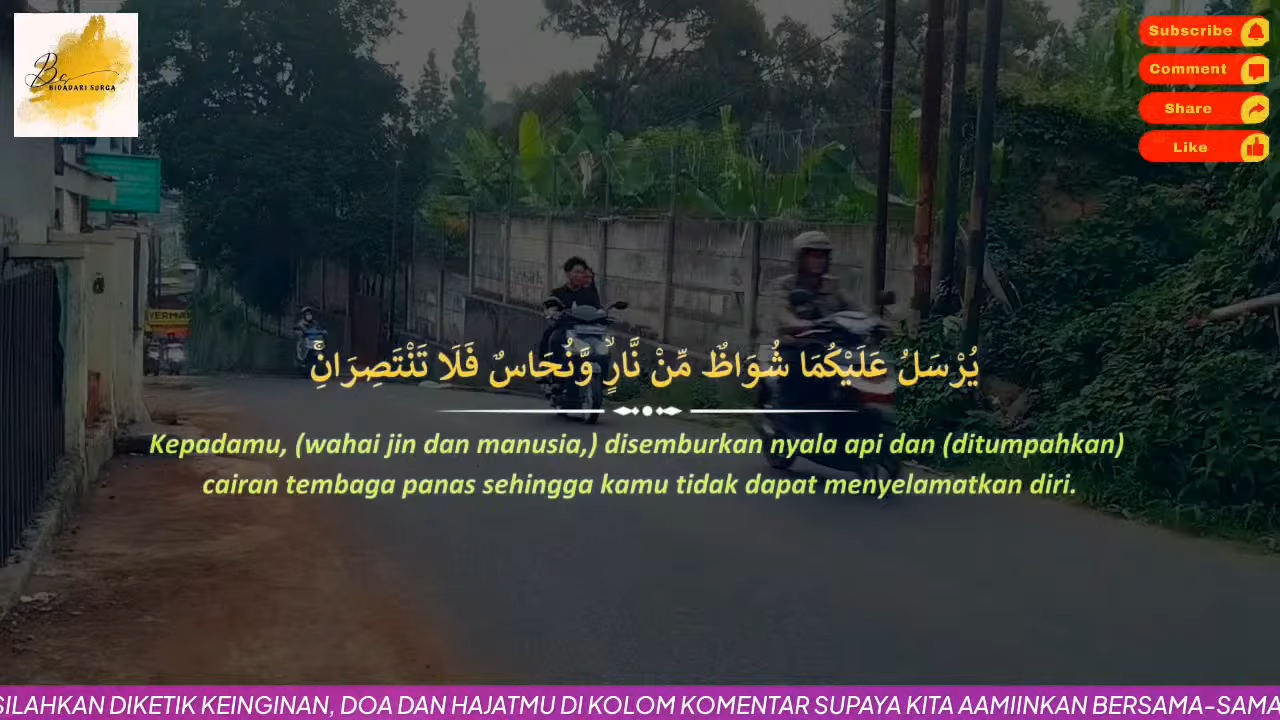 Bs
BIDADARI SURGA
Subscribe
Comment
Share
Like
يُرْسَلُ عَلَيْكُمَا شُوَاظٌ مِّنْ نَّارٍۙ وَّنُحَاسٌ فَلَا تَنْتَصِرَانِۚ
Kepadamu, (wahai jin dan manusia,) disemburkan nyala api dan (ditumpahkan)
cairan tembaga panas sehingga kamu tidak dapat menyelamatkan diri.
SILAHKAN DIKETIK KEINGINAN, DOA DAN HAJATMU DI KOLOM KOMENTAR SUPAYA KITA AAMIINKAN BERSAMA-SAMA